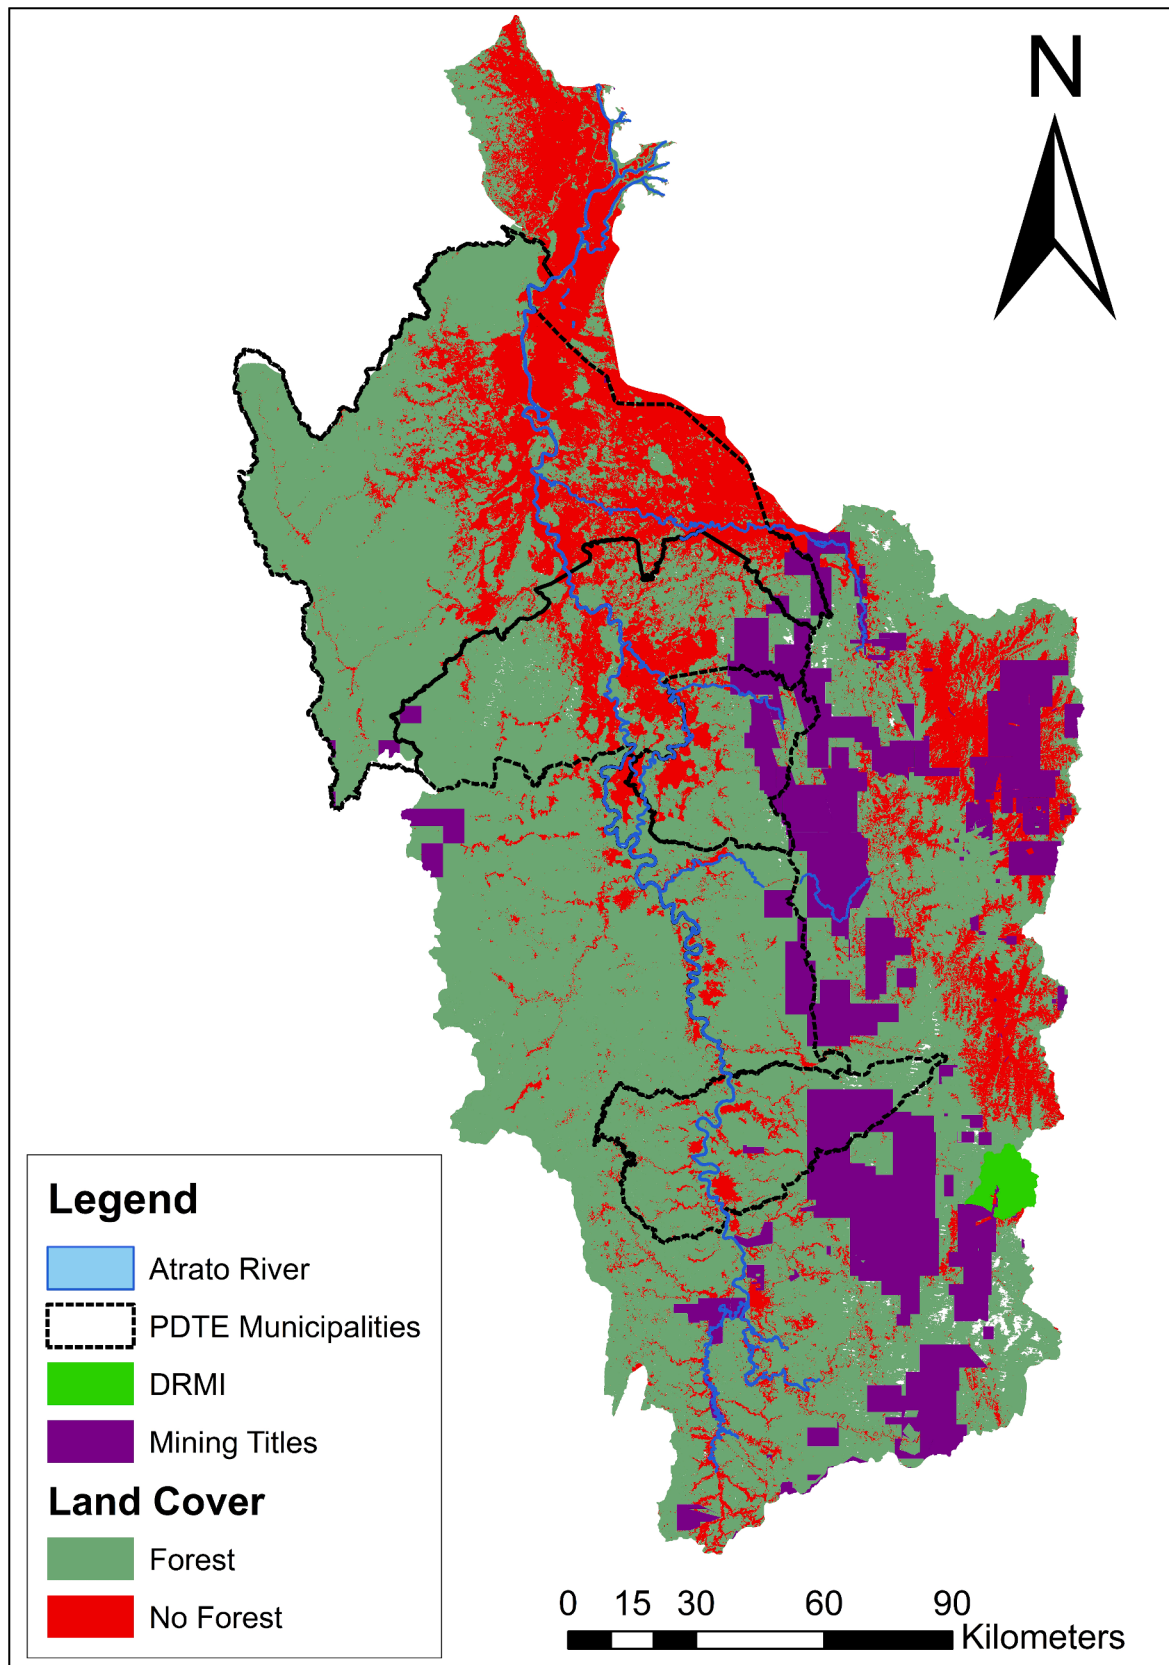 N
Legend
Atrato River
PDTE Municipalities
DRMI
Mining Titles
Land Cover
Forest
No Forest
0 15 30 60 90
Kilometers